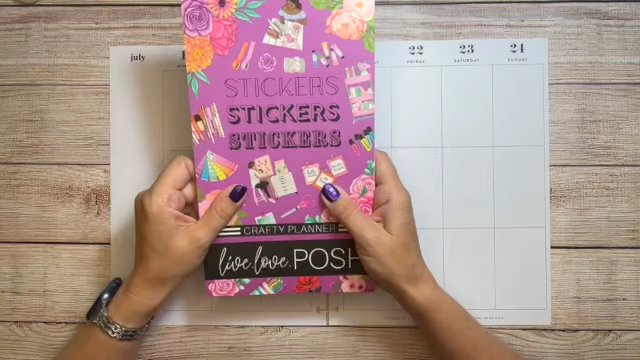 july
22
23
24
FRIDAY
SATURDAY
SUNDAY
STICKERS
STICKERS
STICKERS
CRAFTY PLANNER
live. love. POSH